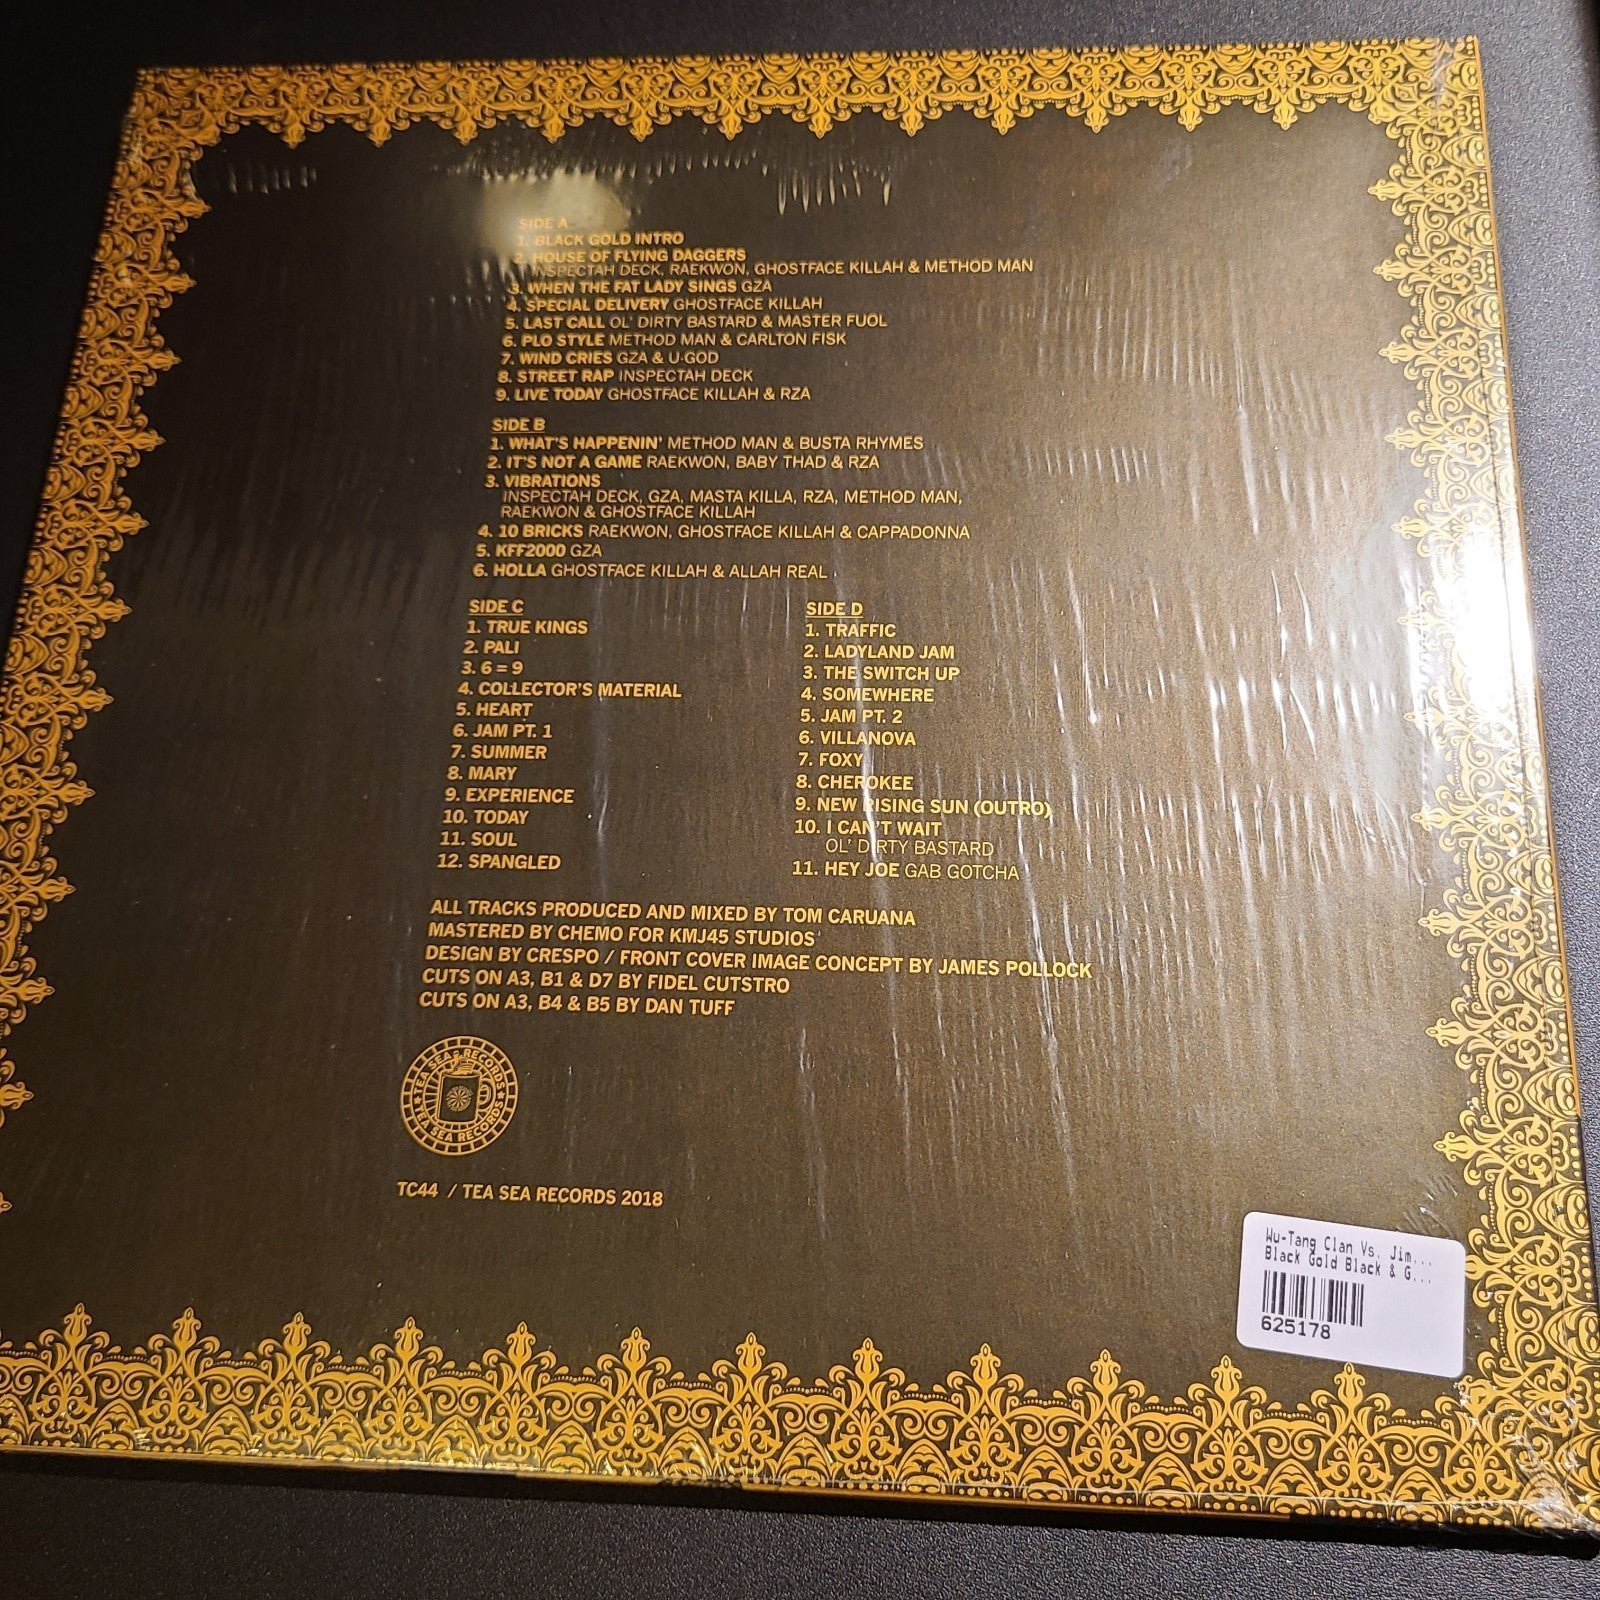 SIDE A
1. BLACK GOLD INTRO
2. HOUSE OF FLYING DAGGERS
INSPECTAH DECK, RAEKWON, GHOSTFACE KILLAH & METHOD MAN
3. WHEN THE FAT LADY SINGS GZA
4. SPECIAL DELIVERY GHOSTFACE KILLAH
5. LAST CALL OL' DIRTY BASTARD & MASTER FUOL
6. PLO STYLE METHOD MAN & CARLTON FISK
7. WIND CRIES GZA & U-GOD
8. STREET RAP INSPECTAH DECK
9. LIVE TODAY GHOSTFACE KILLAH & RZA
SIDE B
1. WHAT'S HAPPENIN' METHOD MAN & BUSTA RHYMES
2. IT'S NOT A GAME RAEKWON, BABY THAD & RZA
3. VIBRATIONS
INSPECTAH DECK, GZA, MASTA KILLA, RZA, METHOD MAN,
RAEKWON & GHOSTFACE KILLAH
4. 10 BRICKS RAEKWON, GHOSTFACE KILLAH & CAPPADONNA
5. KFF2000 GZA
6. HOLLA GHOSTFACE KILLAH & ALLAH REAL
SIDE C
1. TRUE KINGS
2. PALI
3. 6 = 9
4. COLLECTOR'S MATERIAL
5. HEART
6. JAM PT. 1
7. SUMMER
8. MARY
9. EXPERIENCE
10. TODAY
11. SOUL
12. SPANGLED
SIDE D
1. TRAFFIC
2. LADYLAND JAM
3. THE SWITCH UP
4. SOMEWHERE
5. JAM PT. 2
6. VILLANOVA
7. FOXY
8. CHEROKEE
9. NEW RISING SUN (OUTRO)
10. I CAN'T WAIT
OL' DIRTY BASTARD
11. HEY JOE GAB GOTCHA
ALL TRACKS PRODUCED AND MIXED BY TOM CARUANA
MASTERED BY CHEMO FOR KMJ45 STUDIOS
DESIGN BY CRESPO / FRONT COVER IMAGE CONCEPT BY JAMES POLLOCK
CUTS ON A3, B1 & D7 BY FIDEL CUTSTRO
CUTS ON A3, B4 & B5 BY DAN TUFF
TEA SEA RECORDS
TEA SEA RECORDS
TC44 / TEA SEA RECORDS 2018
Wu-Tang Clan Vs. Jim...
Black Gold Black & G...
625178